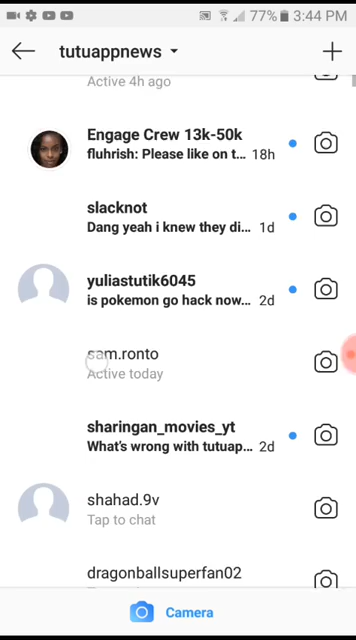 77% 3:44 PM
tutuappnews
Active 4h ago
Engage Crew 13k-50k
fluhrish: Please like on t... 18h
slacknot
Dang yeah i knew they di... 1d
yuliastutik6045
is pokemon go hack now... 2d
sam.ronto
Active today
sharingan_movies_yt
What's wrong with tutuap... 2d
shahad.9v
Tap to chat
dragonballsuperfan02
Camera